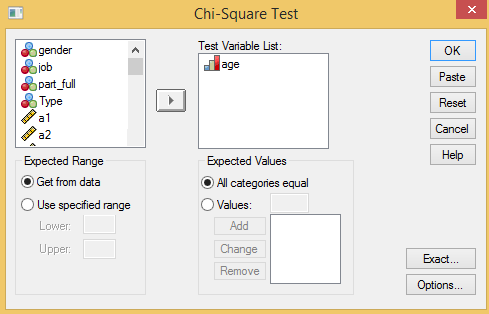 Chi-Square Test
gender
job
part_full
Type
a1
a2
Test Variable List:
age
OK
Paste
Reset
Cancel
Help
Expected Range
Get from data
Use specified range
Lower:
Upper:
Expected Values
All categories equal
Values:
Add
Change
Remove
Exact...
Options...